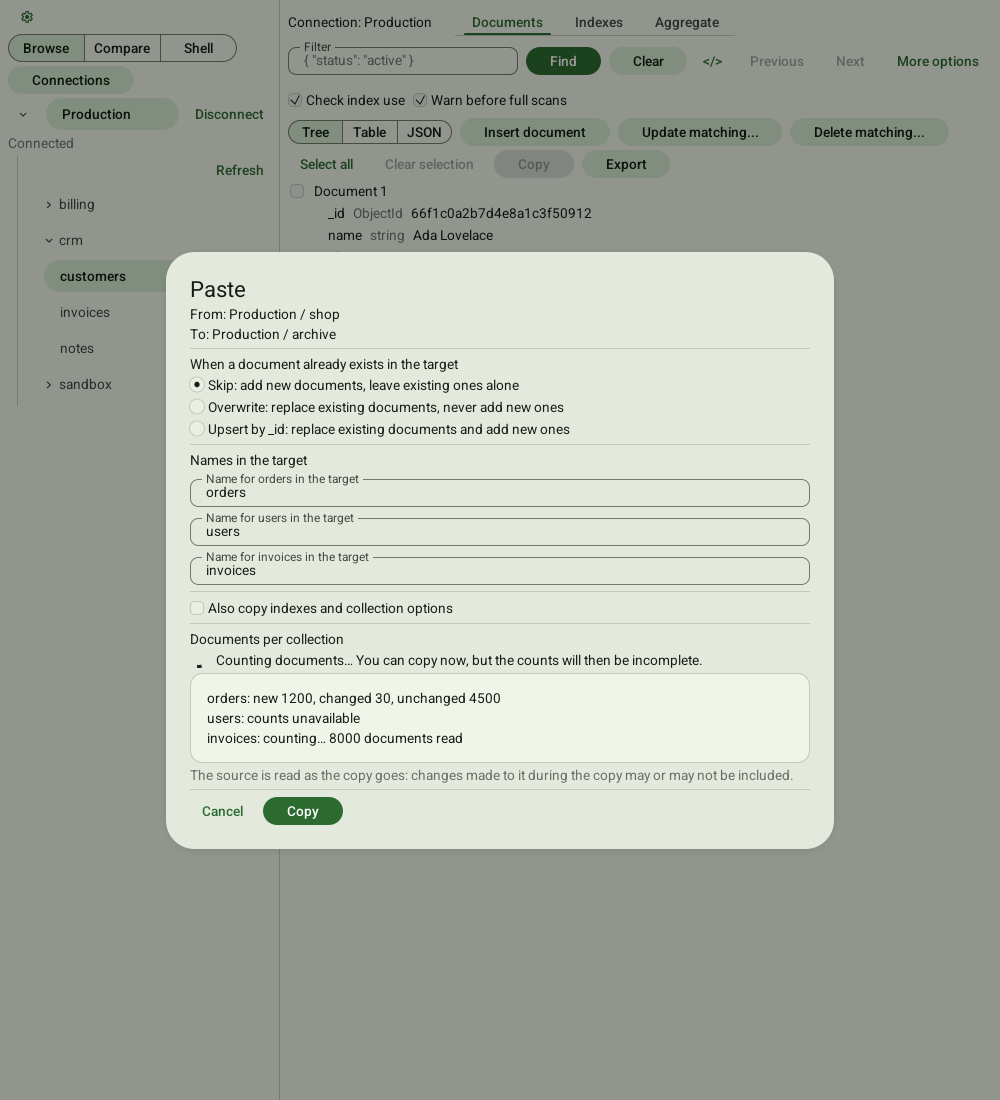 Browse Compare Shell
Connections
Production Disconnect
Connected
Refresh
billing
crm
customers
invoices
notes
sandbox
Connection: Production Documents Indexes Aggregate
Filter
{ "status": "active" } Find Clear </> Previous Next More options
Check index use Warn before full scans
Tree Table JSON Insert document Update matching... Delete matching...
Select all Clear selection Copy Export
Document 1
_id ObjectId 66f1c0a2b7d4e8a1c3f50912
name string Ada Lovelace
Paste
From: Production / shop
To: Production / archive
When a document already exists in the target
Skip: add new documents, leave existing ones alone
Overwrite: replace existing documents, never add new ones
Upsert by _id: replace existing documents and add new ones
Names in the target
Name for orders in the target
orders
Name for users in the target
users
Name for invoices in the target
invoices
Also copy indexes and collection options
Documents per collection
Counting documents… You can copy now, but the counts will then be incomplete.
orders: new 1200, changed 30, unchanged 4500
users: counts unavailable
invoices: counting… 8000 documents read
The source is read as the copy goes: changes made to it during the copy may or may not be included.
Cancel Copy